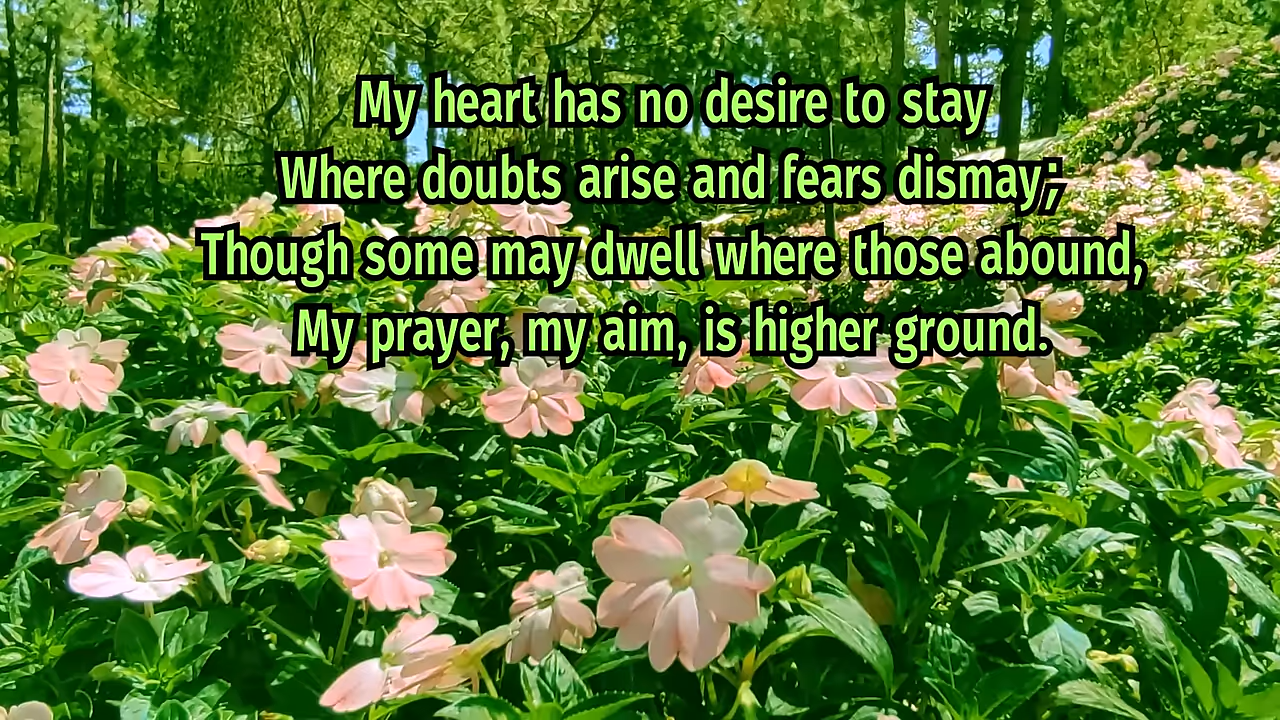 My heart has no desire to stay
Where doubts arise and fears dismay;
Though some may dwell where those abound,
My prayer, my aim, is higher ground.